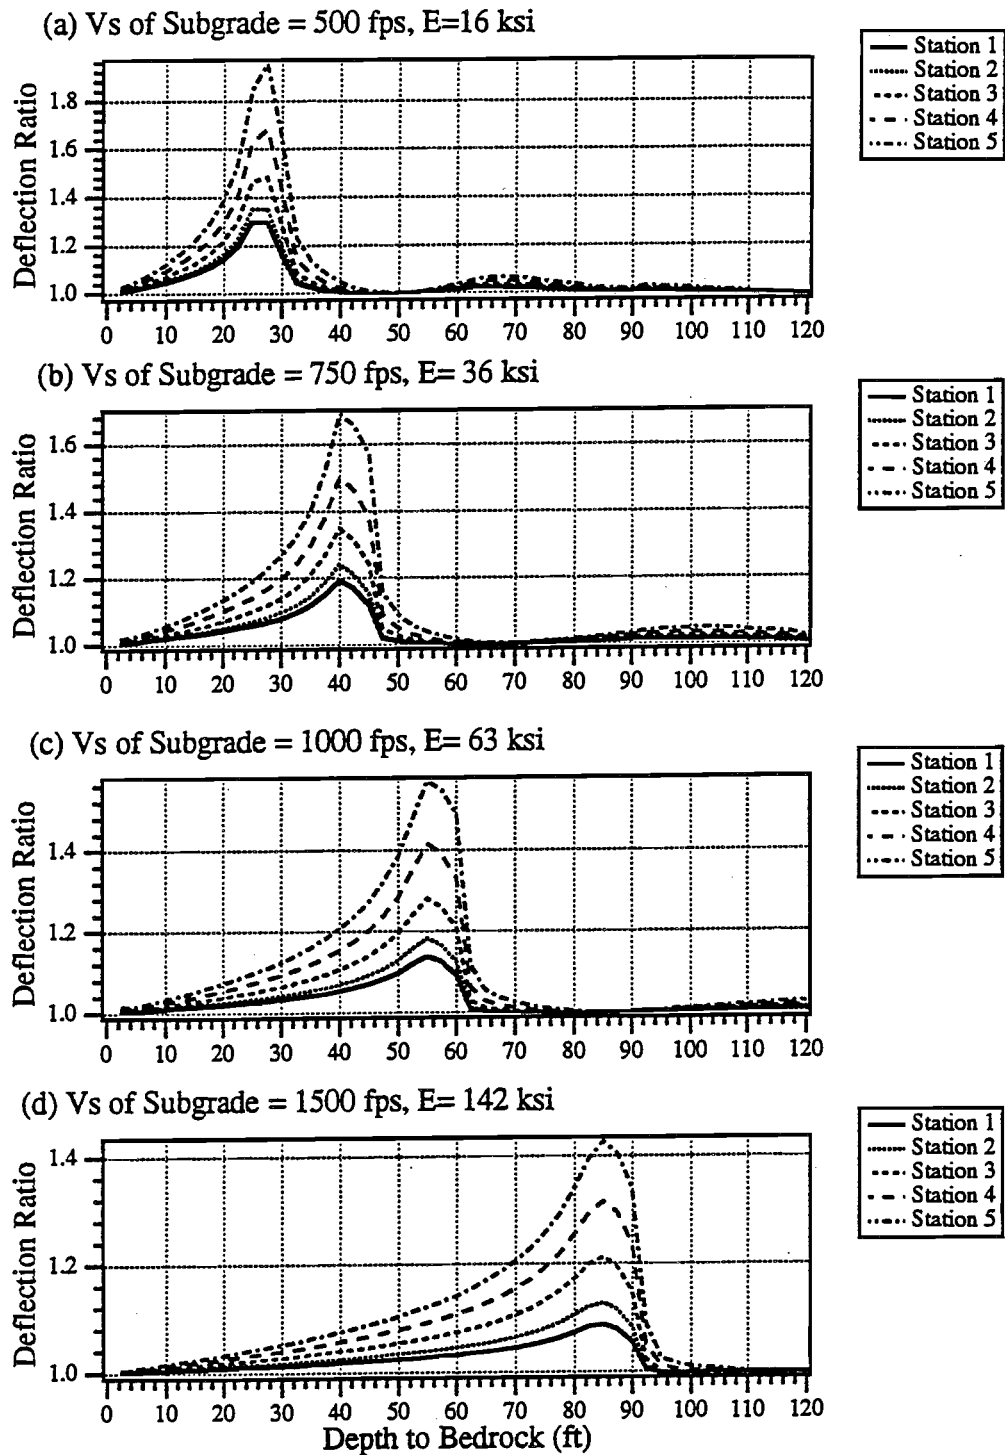 (a) Vs of Subgrade = 500 fps, E=16 ksi
Deflection Ratio
1.8
1.6
1.4
1.2
1.0
0 10 20 30 40 50 60 70 80 90 100 110 120
Station 1
Station 2
Station 3
Station 4
Station 5
(b) Vs of Subgrade = 750 fps, E= 36 ksi
Deflection Ratio
1.6
1.4
1.2
1.0
0 10 20 30 40 50 60 70 80 90 100 110 120
Station 1
Station 2
Station 3
Station 4
Station 5
(c) Vs of Subgrade = 1000 fps, E= 63 ksi
Deflection Ratio
1.4
1.2
1.0
0 10 20 30 40 50 60 70 80 90 100 110 120
Station 1
Station 2
Station 3
Station 4
Station 5
(d) Vs of Subgrade = 1500 fps, E= 142 ksi
Deflection Ratio
1.4
1.2
1.0
0 10 20 30 40 50 60 70 80 90 100 110 120
Depth to Bedrock (ft)
Station 1
Station 2
Station 3
Station 4
Station 5